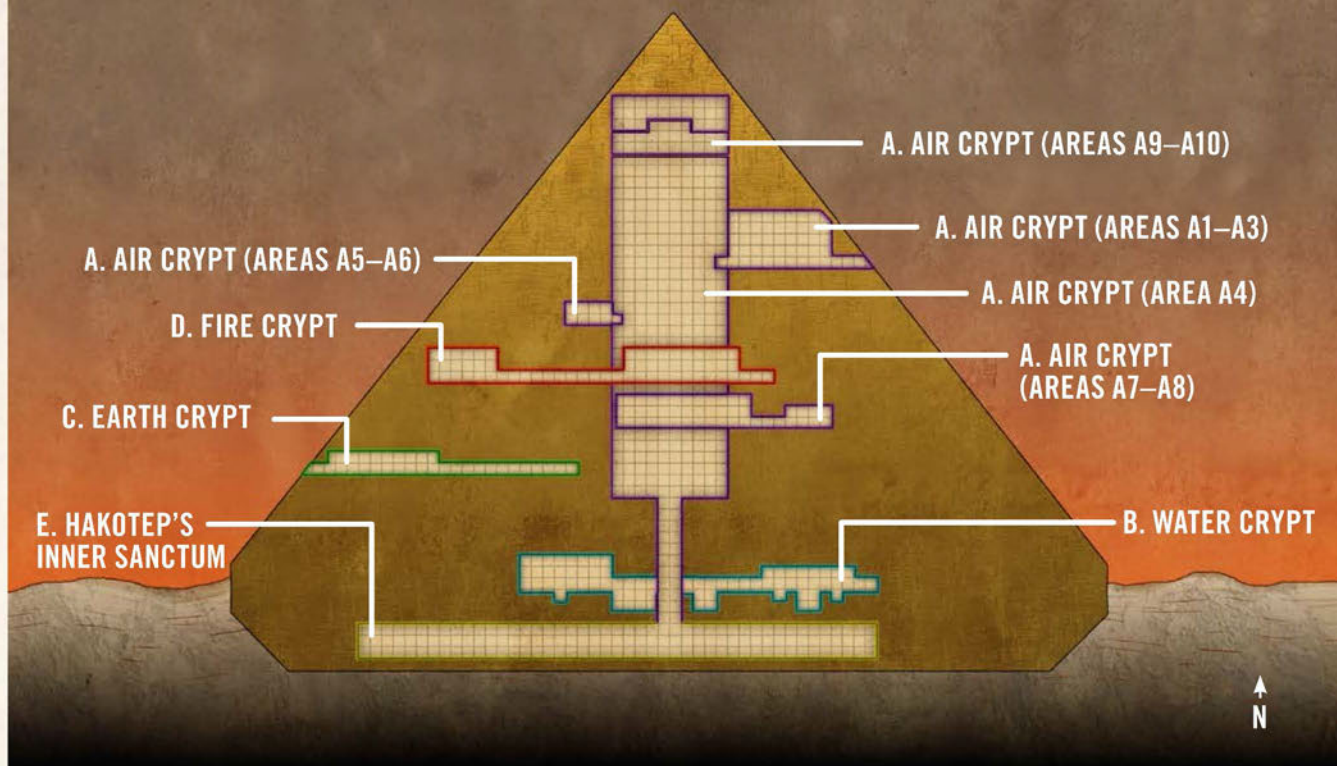 A. AIR CRYPT (AREAS A9–A10)
A. AIR CRYPT (AREAS A1–A3)
A. AIR CRYPT (AREAS A5–A6)
A. AIR CRYPT (AREA A4)
D. FIRE CRYPT
A. AIR CRYPT
(AREAS A7–A8)
C. EARTH CRYPT
E. HAKOTEP'S
INNER SANCTUM
B. WATER CRYPT
N